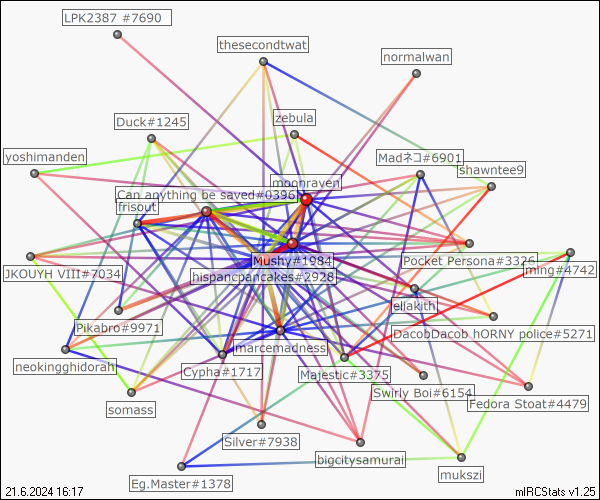 LPK2387 #7690
thesecondtwat
normalwan
zebula
Duck#1245
yoshimanden
Madネコ#6901
shawntee9
moonraven
Can anything be saved#0396
frisout
Mushy#1984
Pocket Persona#3326
JKOUYH VIII#7034
ming#4742
hispanicpancakes#2928
ellakith
Pikabro#9971
DacobDacob hORNY police#5271
marcemadness
neokingghidorah
Cypha#1717
Majestic#3375
Swirly Boi#6154
Fedora Stoat#4479
somass
Silver#7938
bigcitysamurai
mukszi
Eg.Master#1378
21.6.2024 16:17
mIRCStats v1.25